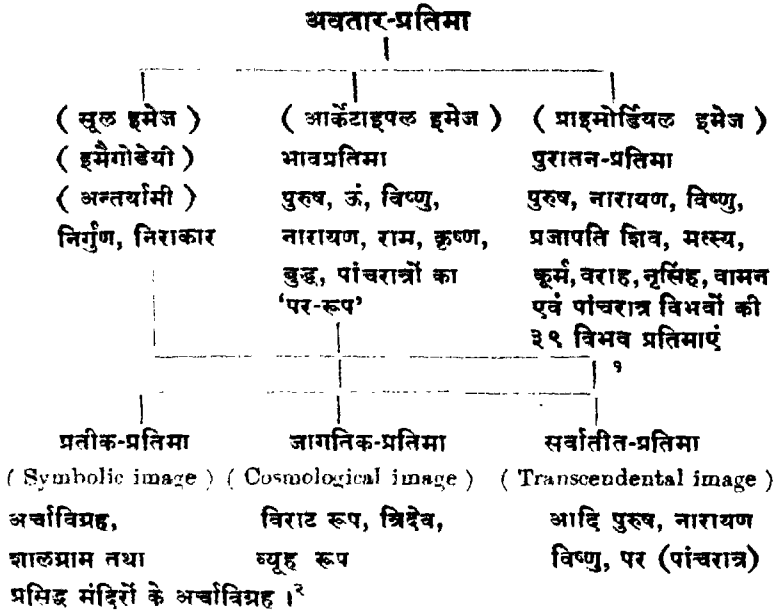 अवतार-प्रतिमा
( सूल इमेज ) ( आर्केटाइपल इमेज ) ( प्राइमोर्डियल इमेज )
( इमैगोडेयी ) भावप्रतिमा पुरातन-प्रतिमा
( अन्तर्यामी ) पुरुष, ऊं, विष्णु, पुरुष, नारायण, विष्णु,
निर्गुण, निराकार नारायण, राम, कृष्ण, प्रजापति शिव, मत्स्य,
बुद्ध, पांचरात्रों का कूर्म, वराह, नृसिंह, वामन
'पर-रूप' एवं पांचरात्र विभवों की
३९ विभव प्रतिमाएं
१
प्रतीक-प्रतिमा जागतिक-प्रतिमा सर्वातीत-प्रतिमा
( Symbolic image ) ( Cosmological image ) ( Transcendental image )
अर्चाविग्रह, विराट रूप, त्रिदेव, आदि पुरुष, नारायण
शालग्राम तथा व्यूह रूप विष्णु, पर (पांचरात्र)
प्रसिद्ध मंदिरों के अर्चाविग्रह ।२